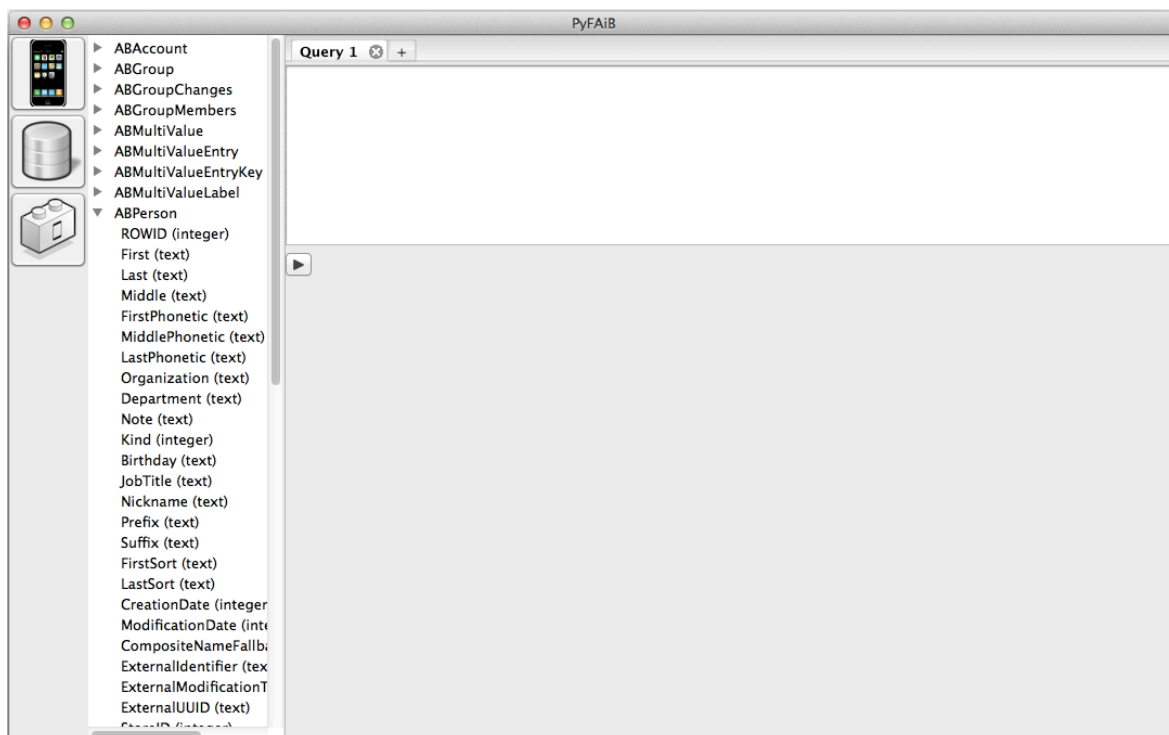 PyFAiB
ABAccount
ABGroup
ABGroupChanges
ABGroupMembers
ABMultiValue
ABMultiValueEntry
ABMultiValueEntryKey
ABMultiValueLabel
ABPerson
ROWID (integer)
First (text)
Last (text)
Middle (text)
FirstPhonetic (text)
MiddlePhonetic (text)
LastPhonetic (text)
Organization (text)
Department (text)
Note (text)
Kind (integer)
Birthday (text)
JobTitle (text)
Nickname (text)
Prefix (text)
Suffix (text)
FirstSort (text)
LastSort (text)
CreationDate (integer
ModificationDate (inte
CompositeNameFallba
ExternalIdentifier (tex
ExternalModificationT
ExternalUUID (text)
StoreID (integer)
Query 1
+